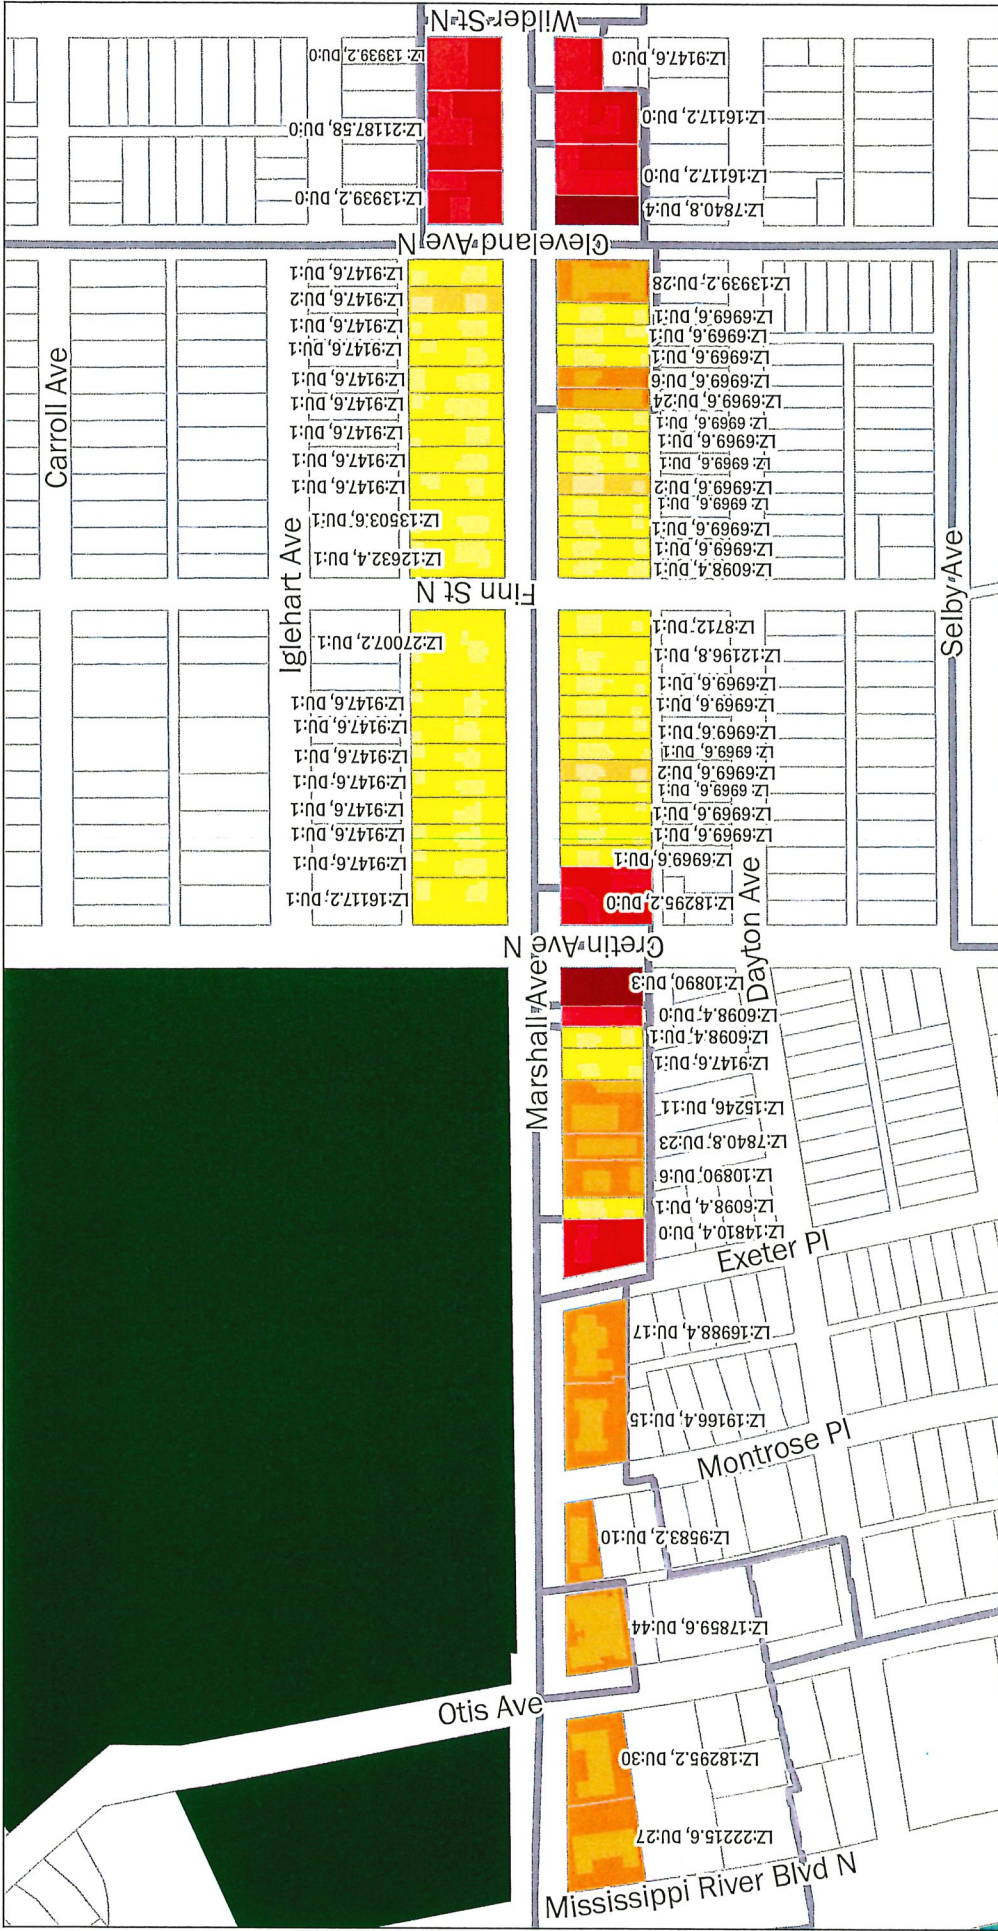 Wilder St N
LZ:13939.2, DU:0
LZ:9147.6, DU:0
LZ:21187.58, DU:0
LZ:16117.2, DU:0
LZ:16117.2, DU:0
LZ:13939.2, DU:0
LZ:7840.8, DU:4
Cleveland Ave N
LZ:9147.6, DU:1
LZ:9147.6, DU:2
LZ:9147.6, DU:1
LZ:9147.6, DU:1
LZ:9147.6, DU:1
LZ:9147.6, DU:1
LZ:9147.6, DU:1
LZ:9147.6, DU:1
LZ:9147.6, DU:1
LZ:13503.6, DU:1
LZ:12632.4, DU:1
LZ:13939.2, DU:28
LZ:6969.6, DU:1
LZ:6969.6, DU:1
LZ:6969.6, DU:1
LZ:6969.6, DU:6
LZ:6969.6, DU:24
LZ:6969.6, DU:1
LZ:6969.6, DU:1
LZ:6969.6, DU:1
LZ:6969.6, DU:2
LZ:6969.6, DU:1
LZ:6969.6, DU:1
LZ:6969.6, DU:1
LZ:6098.4, DU:1
Carroll Ave
Iglehart Ave
Finn St N
Selby Ave
LZ:27007.2, DU:1
LZ:9147.6, DU:1
LZ:9147.6, DU:1
LZ:9147.6, DU:1
LZ:9147.6, DU:1
LZ:9147.6, DU:1
LZ:9147.6, DU:1
LZ:9147.6, DU:1
LZ:16117.2, DU:1
LZ:8712, DU:1
LZ:12196.8, DU:1
LZ:6969.6, DU:1
LZ:6969.6, DU:1
LZ:6969.6, DU:1
LZ:6969.6, DU:1
LZ:6969.6, DU:2
LZ:6969.6, DU:1
LZ:6969.6, DU:1
LZ:6969.6, DU:1
LZ:6969.6, DU:1
LZ:18295.2, DU:0
Cretin Ave N
Dayton Ave
Marshall Ave
LZ:10890, DU:3
LZ:6098.4, DU:0
LZ:6098.4, DU:1
LZ:9147.6, DU:1
LZ:15246, DU:11
LZ:7840.8, DU:23
LZ:10890, DU:6
LZ:6098.4, DU:1
LZ:14810.4, DU:0
Exeter Pl
LZ:16988.4, DU:17
LZ:19166.4, DU:15
Montrose Pl
LZ:9583.2, DU:10
LZ:17859.6, DU:44
Otis Ave
LZ:18295.2, DU:30
LZ:22215.6, DU:27
Mississippi River Blvd N